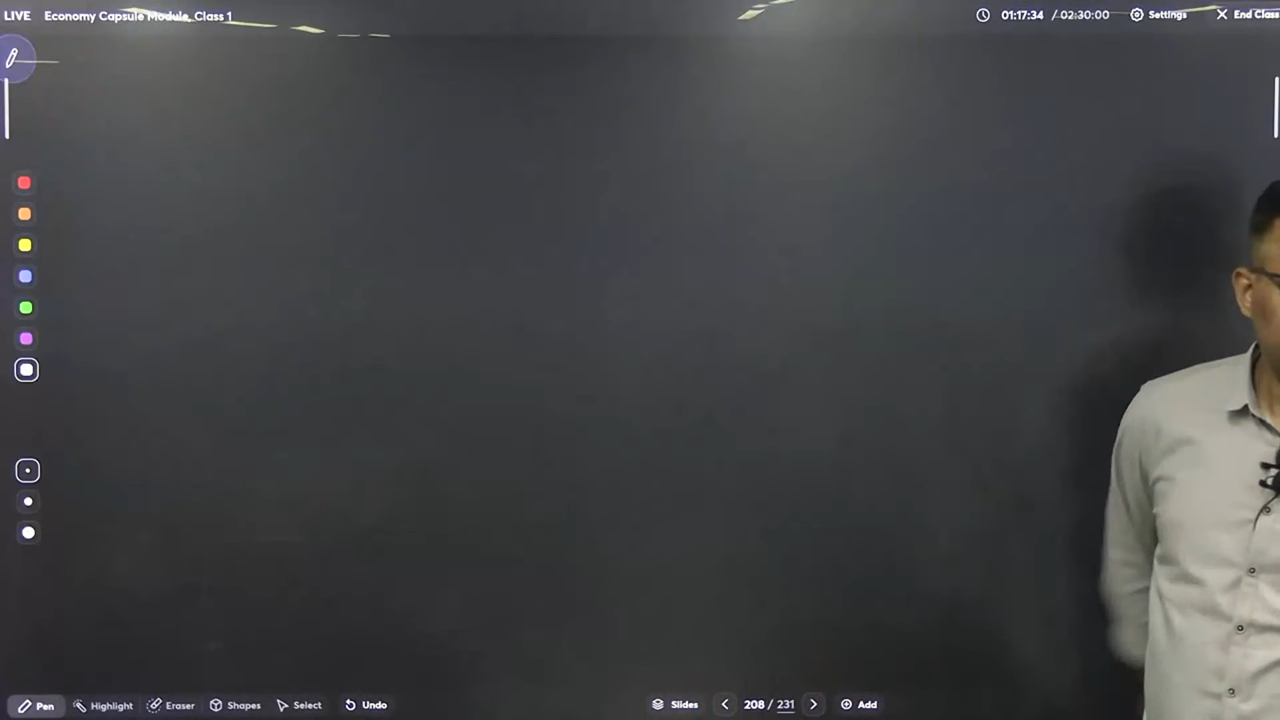 LIVE Economy Capsule Module, Class 1 01:17:34 / 02:30:00 Settings End Class
Pen Highlight Eraser Shapes Select Undo Slides 208 / 231 Add